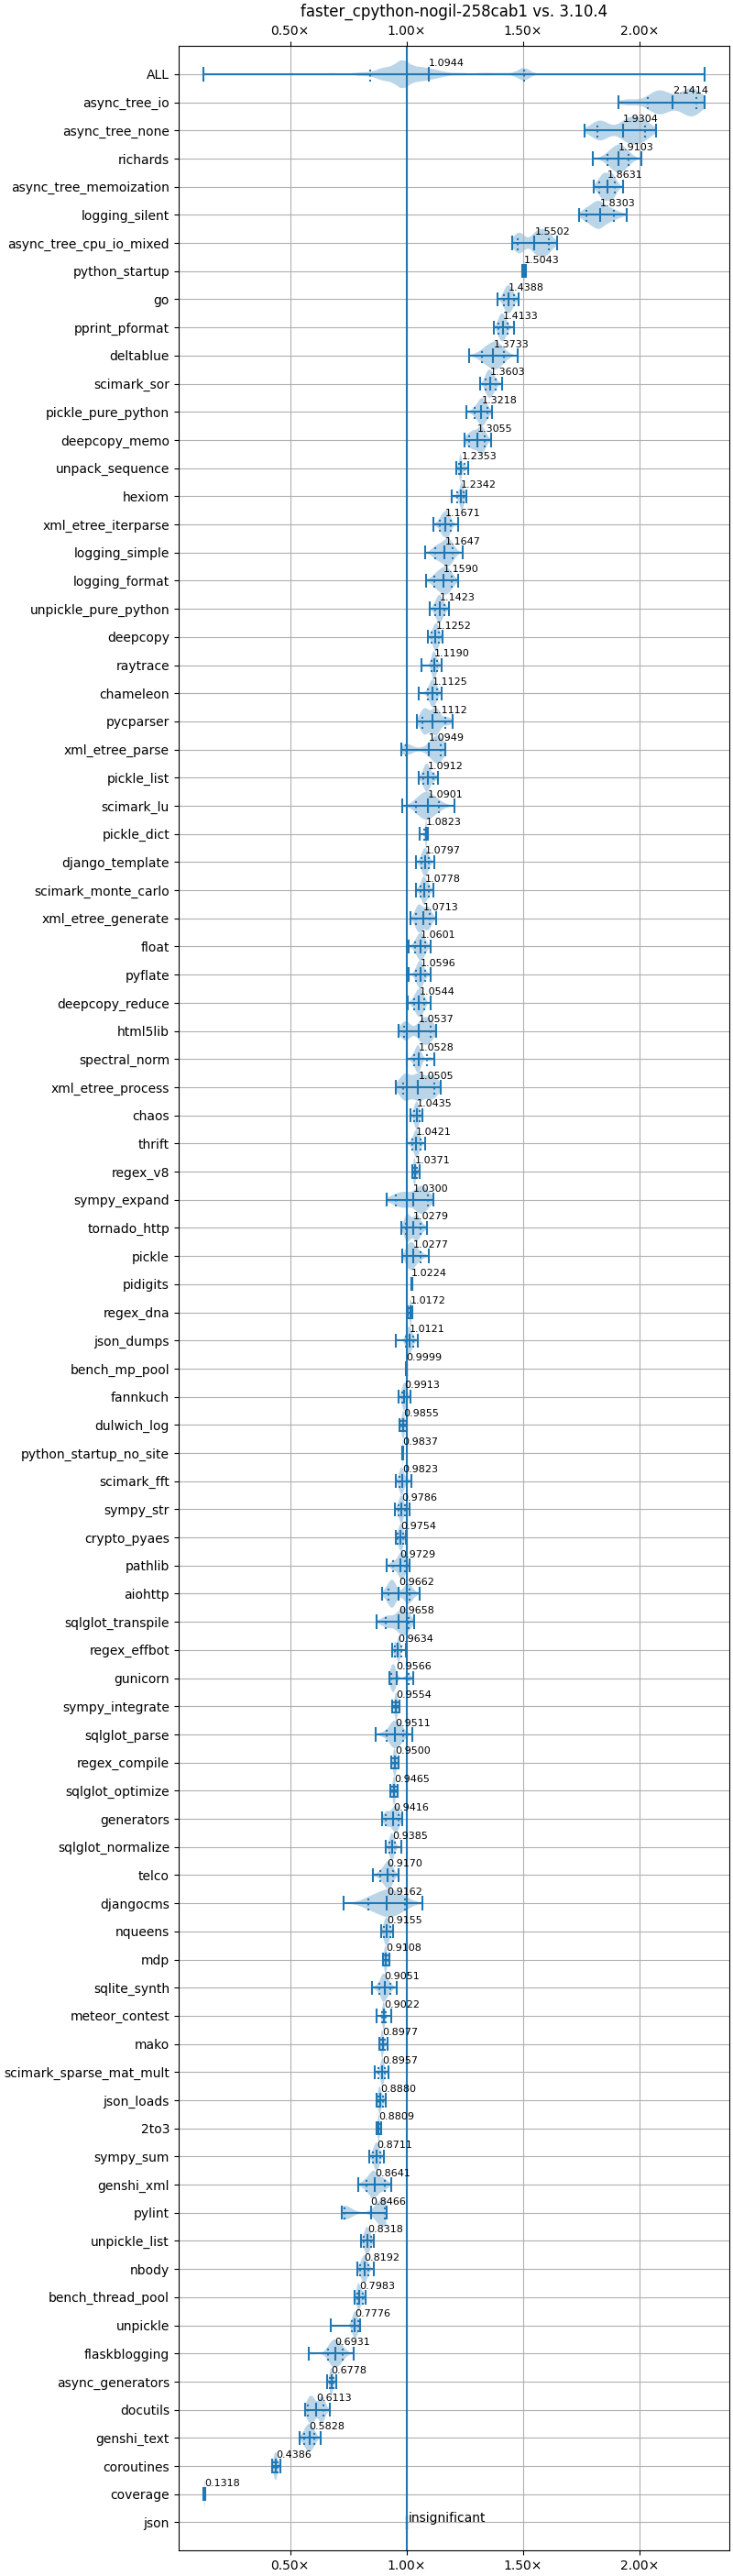 faster_cpython-nogil-258cab1 vs. 3.10.4
0.50× 1.00× 1.50× 2.00×
ALL 1.0944
async_tree_io 2.1414
async_tree_none 1.9304
richards 1.9103
async_tree_memoization 1.8631
logging_silent 1.8303
async_tree_cpu_io_mixed 1.5502
python_startup 1.5043
go 1.4388
pprint_pformat 1.4133
deltablue 1.3733
scimark_sor 1.3603
pickle_pure_python 1.3218
deepcopy_memo 1.3055
unpack_sequence 1.2353
hexiom 1.2342
xml_etree_iterparse 1.1671
logging_simple 1.1647
logging_format 1.1590
unpickle_pure_python 1.1423
deepcopy 1.1252
raytrace 1.1190
chameleon 1.1125
pycparser 1.1112
xml_etree_parse 1.0949
pickle_list 1.0912
scimark_lu 1.0901
pickle_dict 1.0823
django_template 1.0797
scimark_monte_carlo 1.0778
xml_etree_generate 1.0713
float 1.0601
pyflate 1.0596
deepcopy_reduce 1.0544
html5lib 1.0537
spectral_norm 1.0528
xml_etree_process 1.0505
chaos 1.0435
thrift 1.0421
regex_v8 1.0371
sympy_expand 1.0300
tornado_http 1.0279
pickle 1.0277
pidigits 1.0224
regex_dna 1.0172
json_dumps 1.0121
bench_mp_pool 0.9999
fannkuch 0.9913
dulwich_log 0.9855
python_startup_no_site 0.9837
scimark_fft 0.9823
sympy_str 0.9786
crypto_pyaes 0.9754
pathlib 0.9729
aiohttp 0.9662
sqlglot_transpile 0.9658
regex_effbot 0.9634
gunicorn 0.9566
sympy_integrate 0.9554
sqlglot_parse 0.9511
regex_compile 0.9500
sqlglot_optimize 0.9465
generators 0.9416
sqlglot_normalize 0.9385
telco 0.9170
djangocms 0.9162
nqueens 0.9155
mdp 0.9108
sqlite_synth 0.9051
meteor_contest 0.9022
mako 0.8977
scimark_sparse_mat_mult 0.8957
json_loads 0.8880
2to3 0.8809
sympy_sum 0.8711
genshi_xml 0.8641
pylint 0.8466
unpickle_list 0.8318
nbody 0.8192
bench_thread_pool 0.7983
unpickle 0.7776
flaskblogging 0.6931
async_generators 0.6778
docutils 0.6113
genshi_text 0.5828
coroutines 0.4386
coverage 0.1318
json insignificant
0.50× 1.00× 1.50× 2.00×